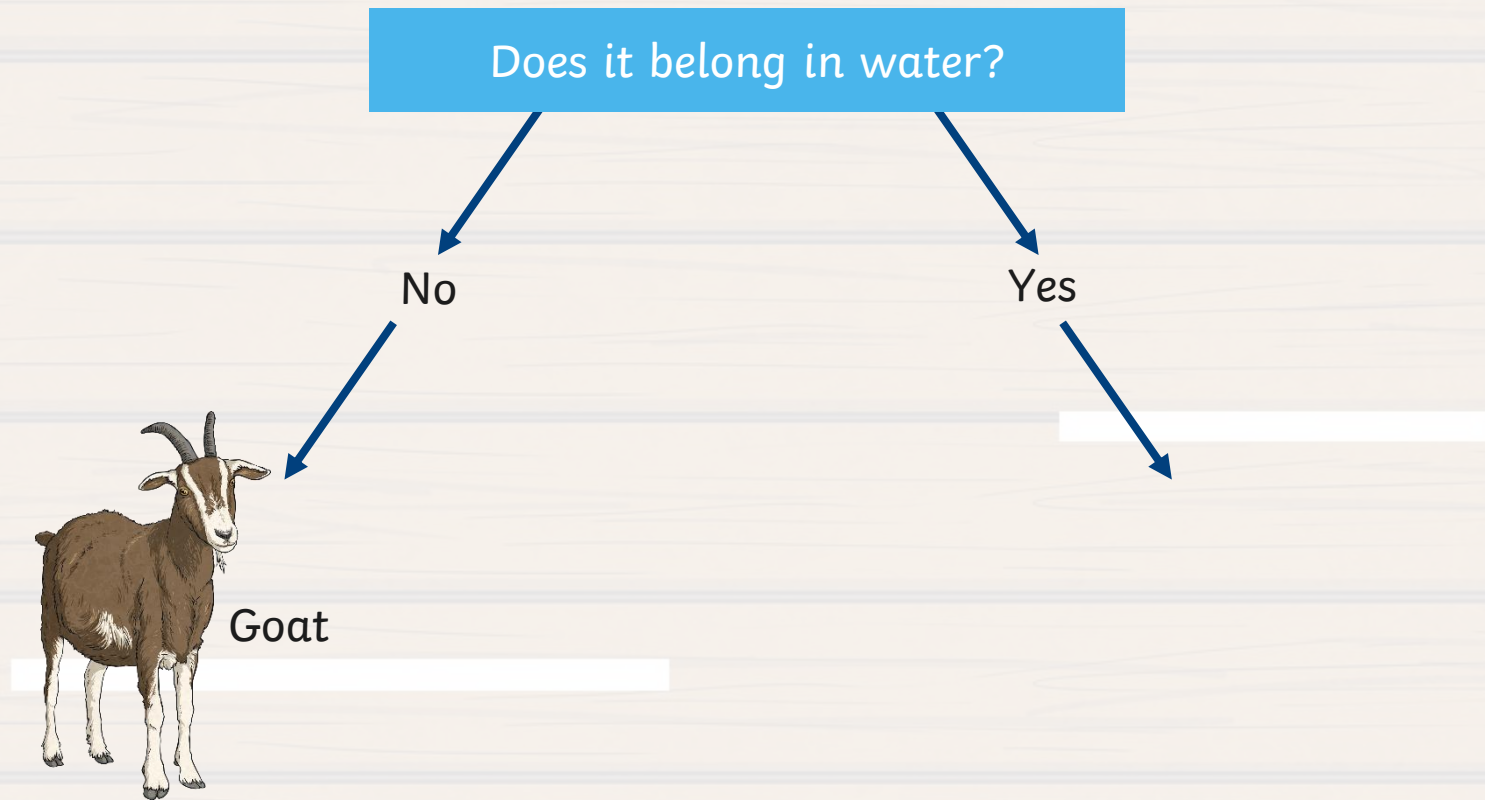 Does it belong in water?
No
Yes
Goat